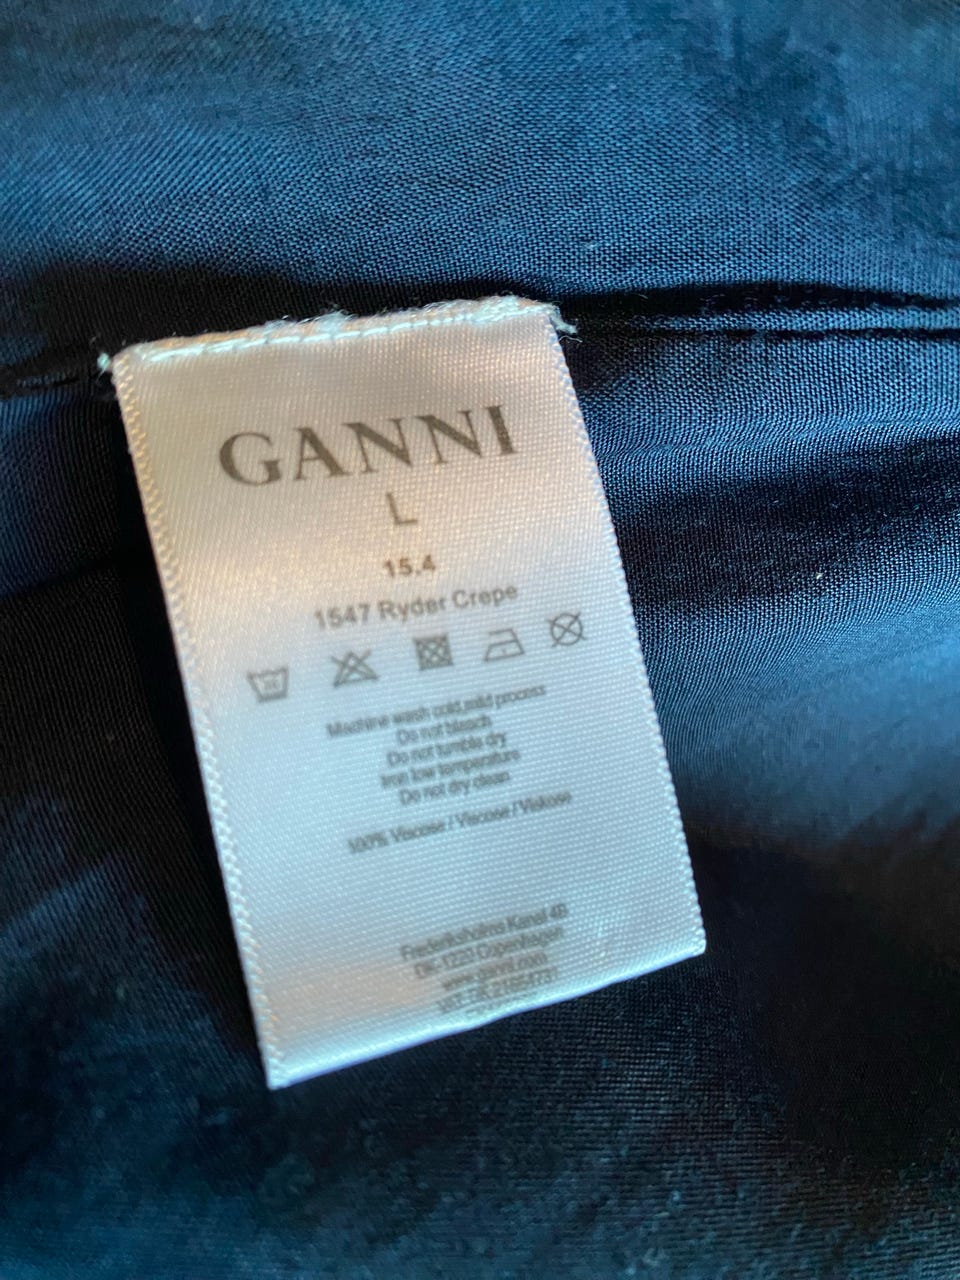 GANNI
L
15.4
1547 Ryder Crepe
Machine wash cold,mild process
Do not bleach
Do not tumble dry
Iron low temperature
Do not dry clean
100% Viscose / Viscose / Viskose
Frederiksholms Kanal 4B
DK-1220 Copenhagen
www.ganni.com
VAT: DK